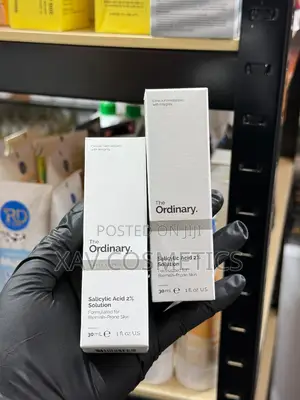 The
Ordinary.
Salicylic Acid 2%
Solution
Formulated for
Blemish-Prone Skin
30mL e 1 fl oz U.S.
The
Ordinary.
Salicylic Acid 2%
Solution
Formulated for
Blemish-Prone Skin
30mL e 1 fl oz U.S.
POSTED ON JIJI
XAV COSMETICS